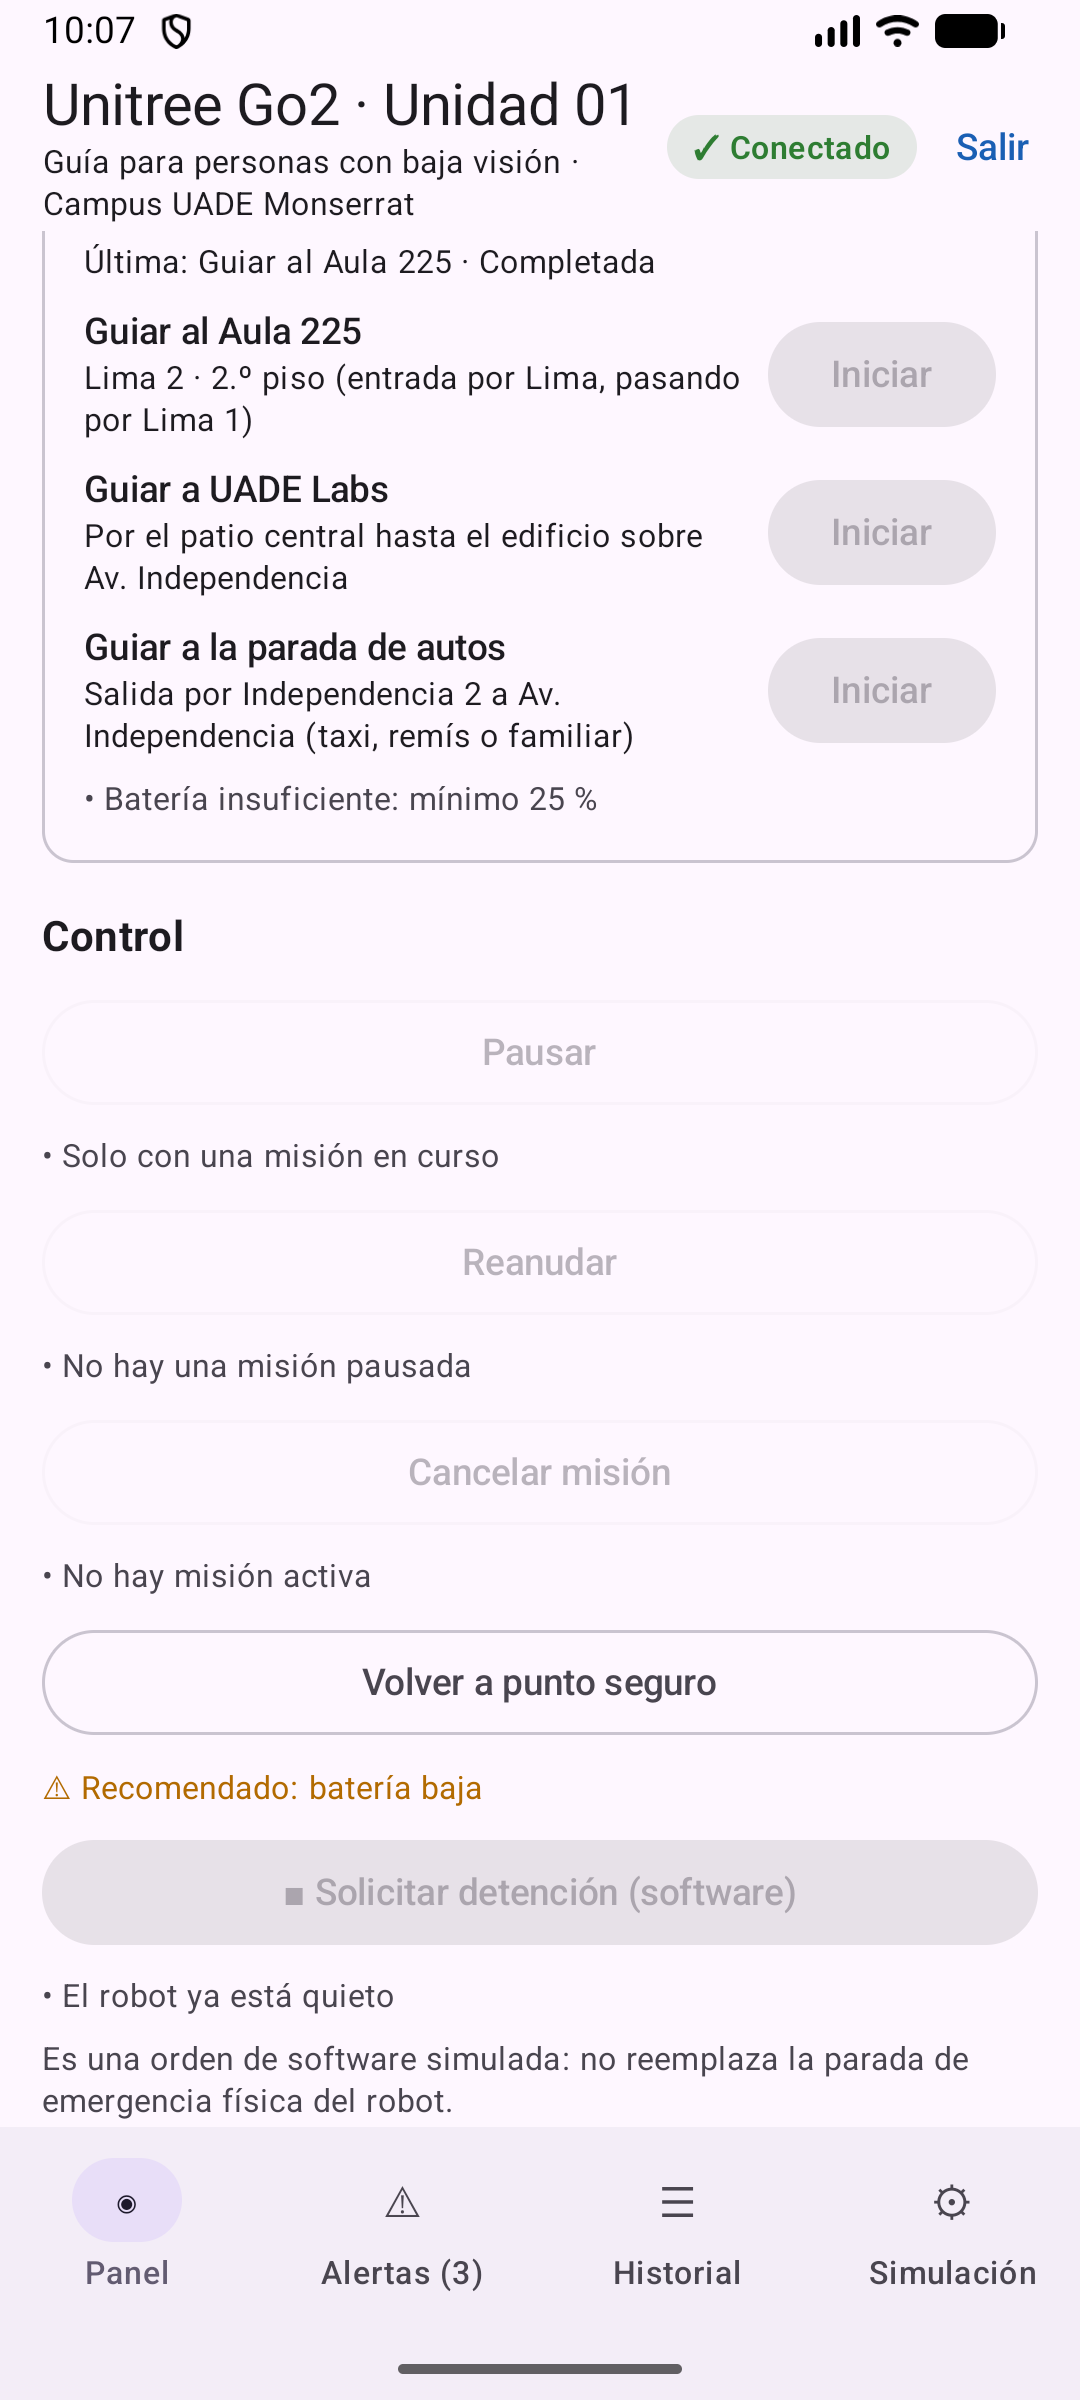 10:07
Unitree Go2 · Unidad 01
Guía para personas con baja visión ·
Campus UADE Monserrat
✓ Conectado
Salir
Última: Guiar al Aula 225 · Completada
Guiar al Aula 225
Lima 2 · 2.º piso (entrada por Lima, pasando
por Lima 1)
Iniciar
Guiar a UADE Labs
Por el patio central hasta el edificio sobre
Av. Independencia
Iniciar
Guiar a la parada de autos
Salida por Independencia 2 a Av.
Independencia (taxi, remís o familiar)
Iniciar
• Batería insuficiente: mínimo 25 %
Control
Pausar
• Solo con una misión en curso
Reanudar
• No hay una misión pausada
Cancelar misión
• No hay misión activa
Volver a punto seguro
⚠ Recomendado: batería baja
■ Solicitar detención (software)
• El robot ya está quieto
Es una orden de software simulada: no reemplaza la parada de
emergencia física del robot.
Panel
Alertas (3)
Historial
Simulación